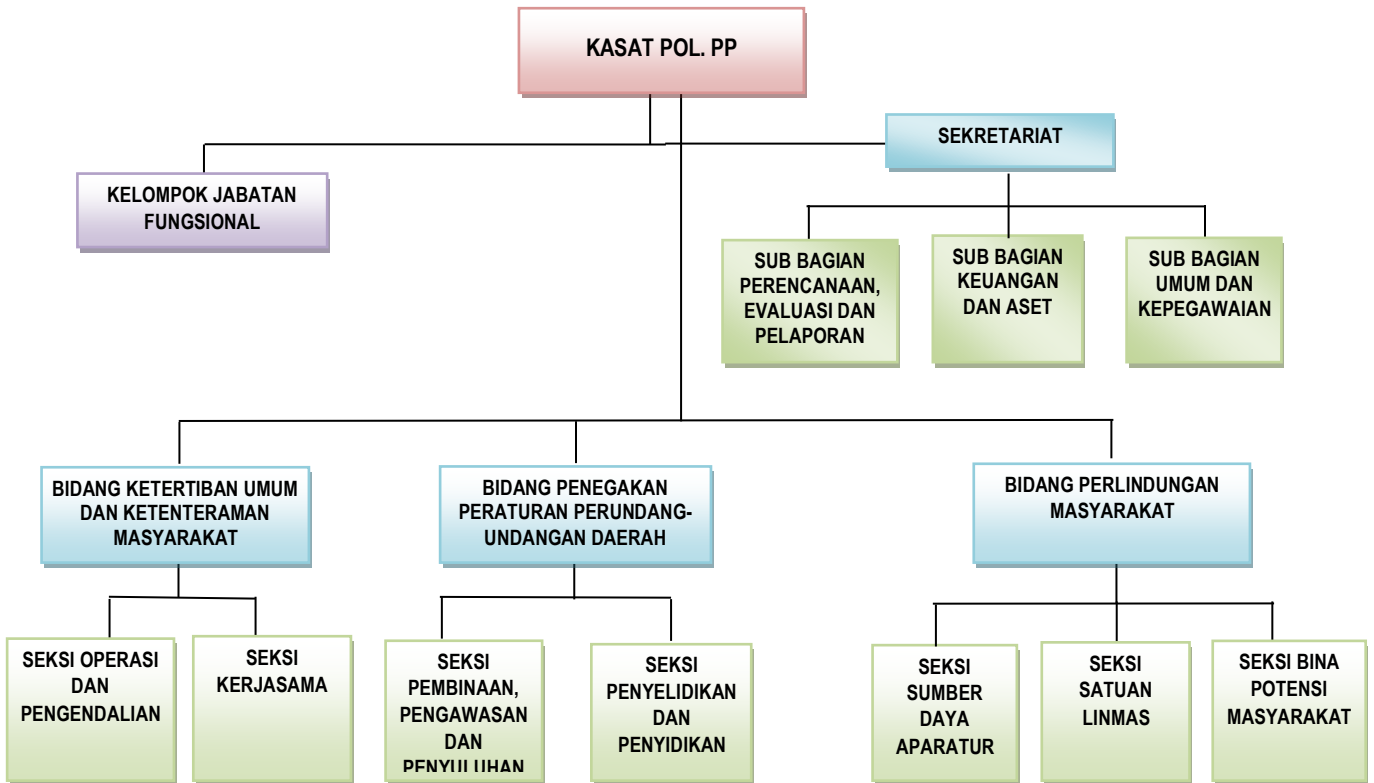 KASAT POL. PP
SEKRETARIAT
KELOMPOK JABATAN
FUNGSIONAL
SUB BAGIAN
PERENCANAAN,
EVALUASI DAN
PELAPORAN
SUB BAGIAN
KEUANGAN
DAN ASET
SUB BAGIAN
UMUM DAN
KEPEGAWAIAN
BIDANG KETERTIBAN UMUM
DAN KETENTERAMAN
MASYARAKAT
BIDANG PENEGAKAN
PERATURAN PERUNDANG-
UNDANGAN DAERAH
BIDANG PERLINDUNGAN
MASYARAKAT
SEKSI OPERASI
DAN
PENGENDALIAN
SEKSI
KERJASAMA
SEKSI
PEMBINAAN,
PENGAWASAN
DAN
PENYULUHAN
SEKSI
PENYELIDIKAN
DAN
PENYIDIKAN
SEKSI
SUMBER
DAYA
APARATUR
SEKSI
SATUAN
LINMAS
SEKSI BINA
POTENSI
MASYARAKAT